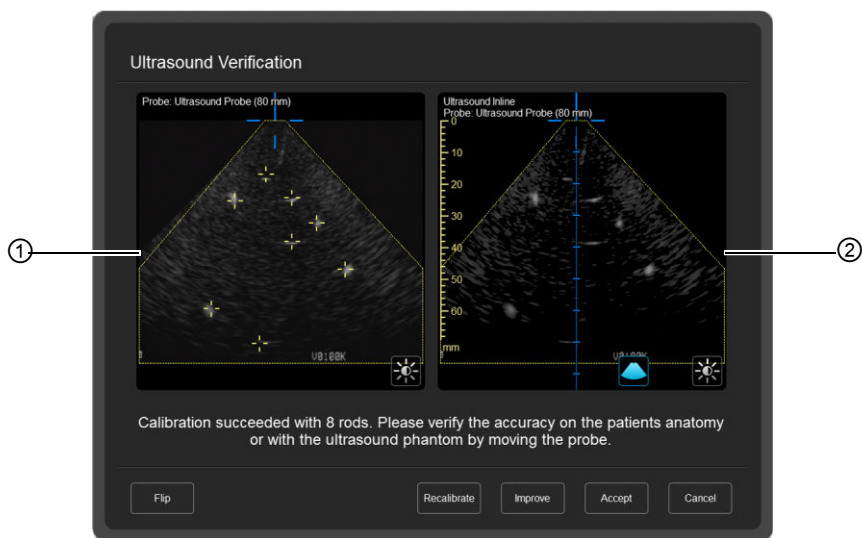 Ultrasound Verification
Probe: Ultrasound Probe (80 mm)
V0180K
Ultrasound Inline
Probe: Ultrasound Probe (80 mm)
0
10
20
30
40
50
60
mm
①
②
Calibration succeeded with 8 rods. Please verify the accuracy on the patients anatomy
or with the ultrasound phantom by moving the probe.
Flip
Recalibrate
Improve
Accept
Cancel